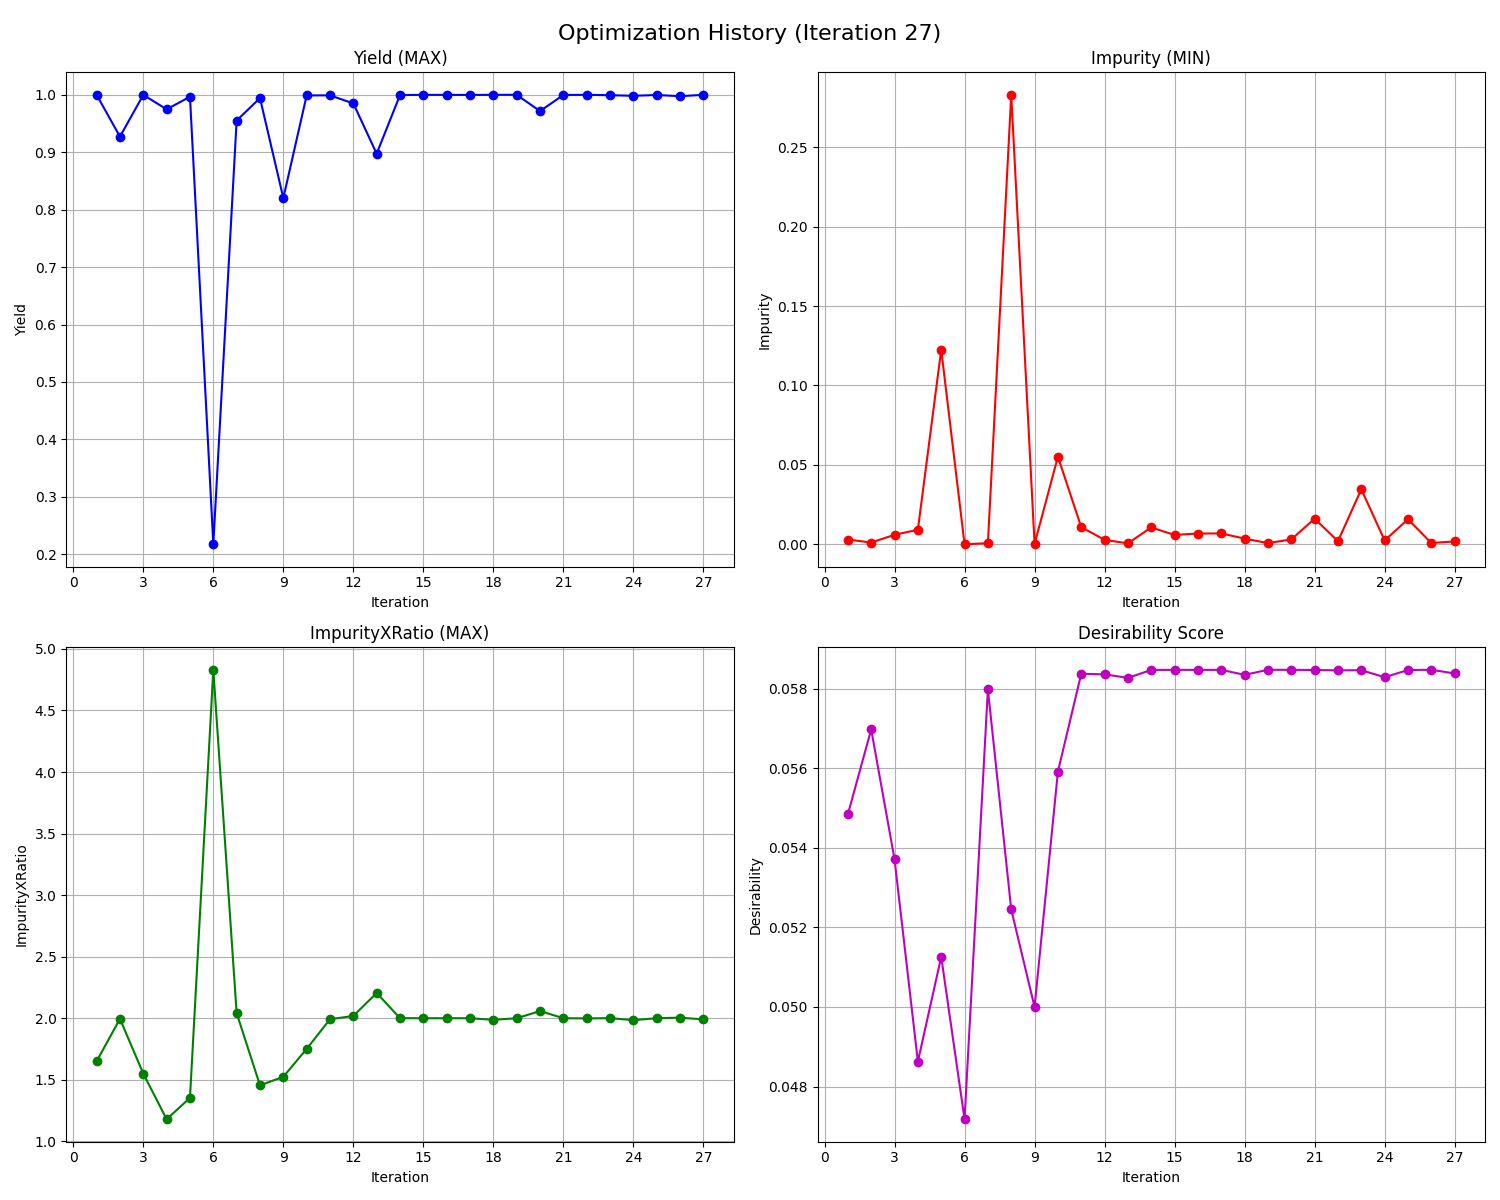 Optimization History (Iteration 27)
Yield (MAX)
Yield
1.0
0.9
0.8
0.7
0.6
0.5
0.4
0.3
0.2
0 3 6 9 12 15 18 21 24 27
Iteration
Impurity (MIN)
Impurity
0.25
0.20
0.15
0.10
0.05
0.00
0 3 6 9 12 15 18 21 24 27
Iteration
ImpurityXRatio (MAX)
ImpurityXRatio
5.0
4.5
4.0
3.5
3.0
2.5
2.0
1.5
1.0
0 3 6 9 12 15 18 21 24 27
Iteration
Desirability Score
Desirability
0.058
0.056
0.054
0.052
0.050
0.048
0 3 6 9 12 15 18 21 24 27
Iteration